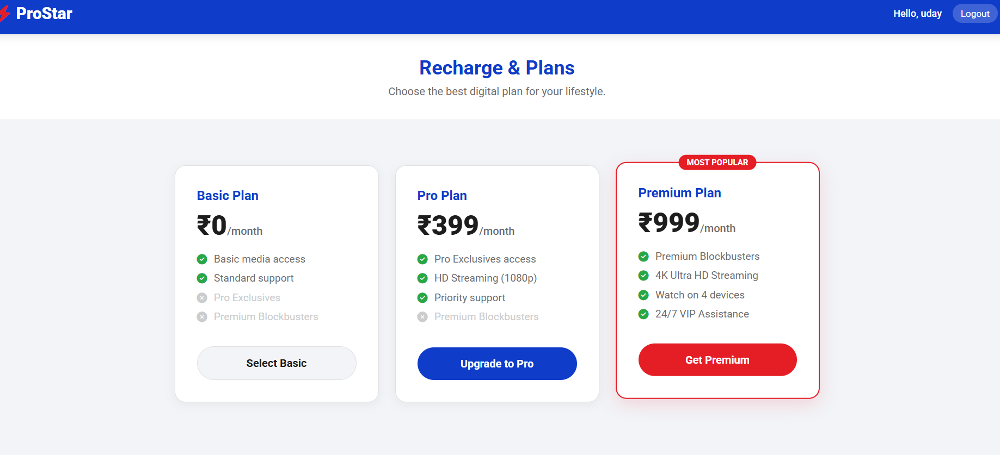 ProStar
Hello, uday
Logout
Recharge & Plans
Choose the best digital plan for your lifestyle.
Basic Plan
₹0/month
Basic media access
Standard support
Pro Exclusives
Premium Blockbusters
Select Basic
Pro Plan
₹399/month
Pro Exclusives access
HD Streaming (1080p)
Priority support
Premium Blockbusters
Upgrade to Pro
MOST POPULAR
Premium Plan
₹999/month
Premium Blockbusters
4K Ultra HD Streaming
Watch on 4 devices
24/7 VIP Assistance
Get Premium